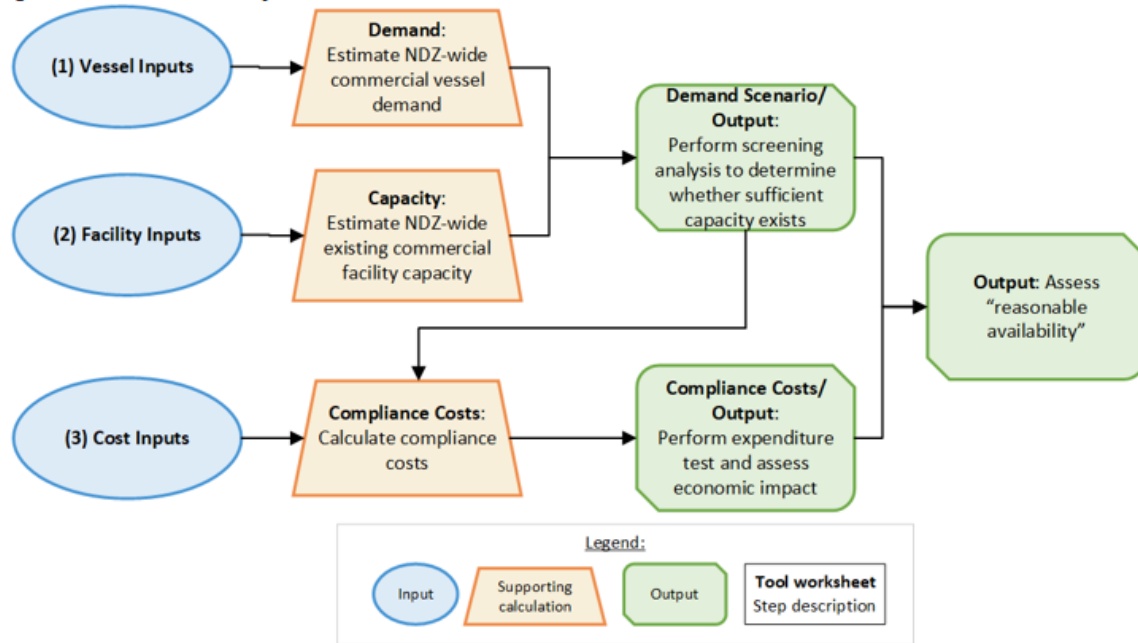 (1) Vessel Inputs
Demand:
Estimate NDZ-wide
commercial vessel
demand
Demand Scenario/
Output:
Perform screening
analysis to determine
whether sufficient
capacity exists
(2) Facility Inputs
Capacity:
Estimate NDZ-wide
existing commercial
facility capacity
Output: Assess
“reasonable
availability”
(3) Cost Inputs
Compliance Costs:
Calculate compliance
costs
Compliance Costs/
Output:
Perform expenditure
test and assess
economic impact
Legend:
Input
Supporting
calculation
Output
Tool worksheet
Step description